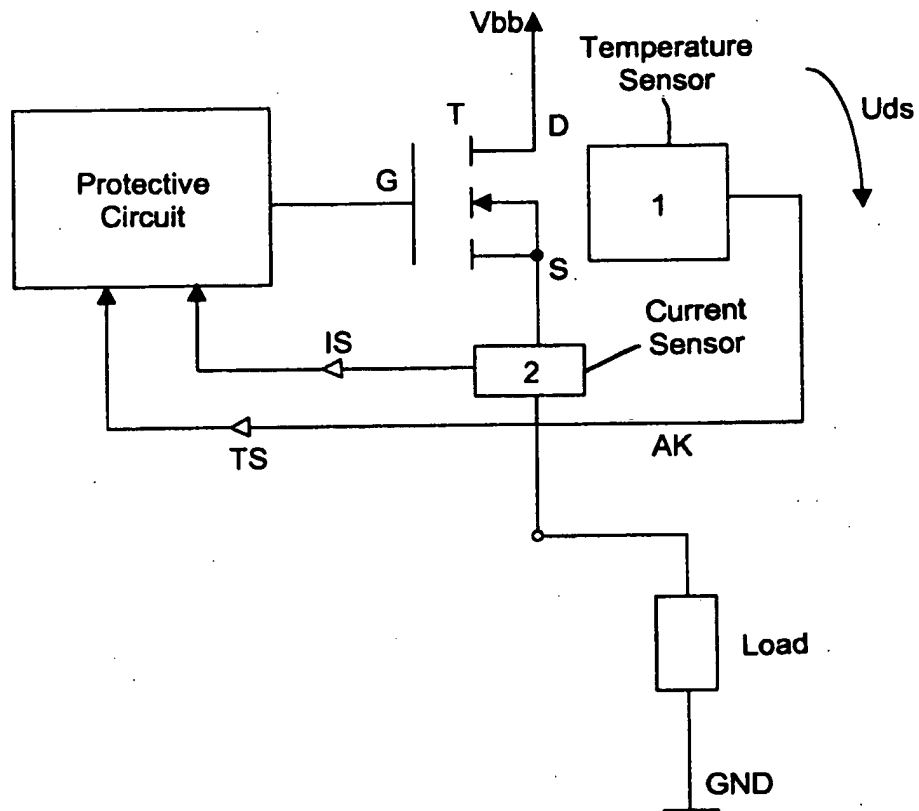 Vbb
Temperature
Sensor
Uds
T
D
Protective
Circuit
G
1
S
Current
Sensor
IS
2
TS
AK
Load
GND